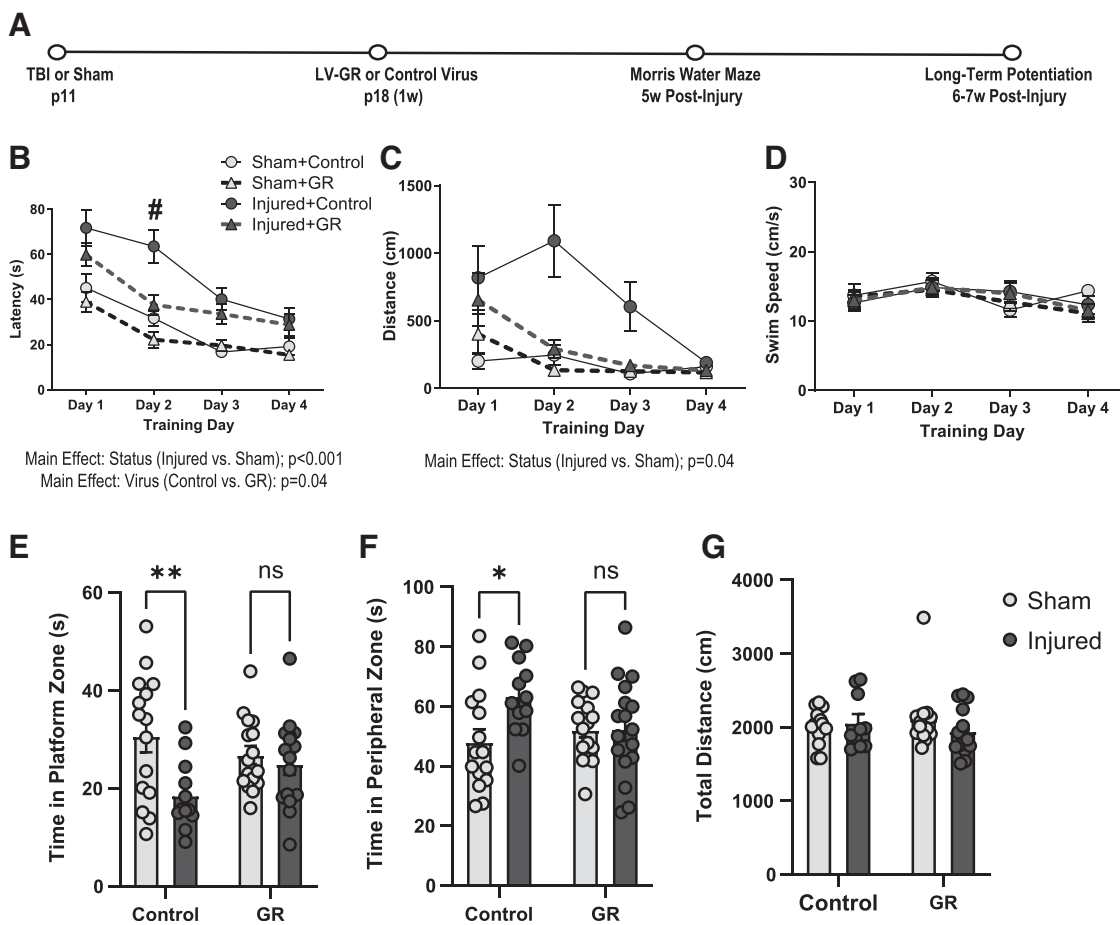 A
TBI or Sham
p11
LV-GR or Control Virus
p18 (1w)
Morris Water Maze
5w Post-Injury
Long-Term Potentiation
6-7w Post-Injury
B
Sham+Control
Sham+GR
Injured+Control
Injured+GR
#
80
60
40
20
0
Latency (s)
Day 1 Day 2 Day 3 Day 4
Training Day
Main Effect: Status (Injured vs. Sham); p<0.001
Main Effect: Virus (Control vs. GR): p=0.04
C
1500
1000
500
0
Distance (cm)
Day 1 Day 2 Day 3 Day 4
Training Day
Main Effect: Status (Injured vs. Sham); p=0.04
D
30
20
10
0
Swim Speed (cm/s)
Day 1 Day 2 Day 3 Day 4
Training Day
E
** ns
60
40
20
0
Time in Platform Zone (s)
Control GR
F
* ns
100
80
60
40
20
0
Time in Peripheral Zone (s)
Control GR
G
4000
3000
2000
1000
0
Total Distance (cm)
Control GR
Sham
Injured